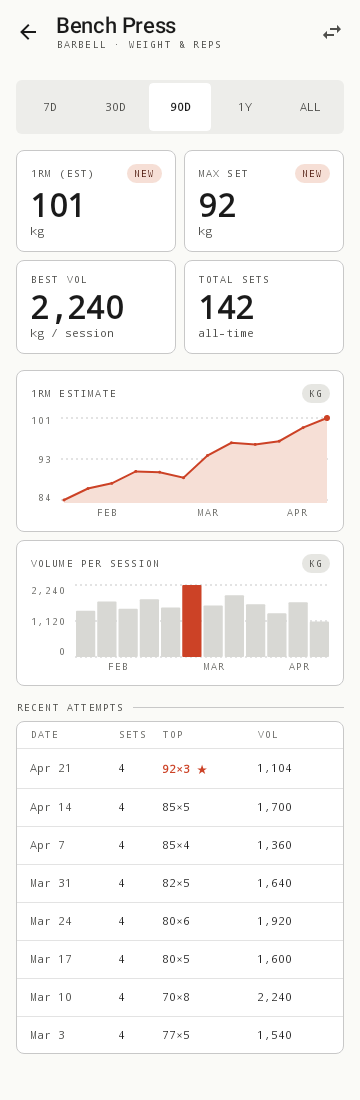 Bench Press
BARBELL · WEIGHT & REPS
7D 30D 90D 1Y ALL
1RM (EST) NEW
101
kg
MAX SET NEW
92
kg
BEST VOL
2,240
kg / session
TOTAL SETS
142
all-time
1RM ESTIMATE KG
101
93
84
FEB MAR APR
VOLUME PER SESSION KG
2,240
1,120
0
FEB MAR APR
RECENT ATTEMPTS
DATE SETS TOP VOL
Apr 21 4 92×3 ★ 1,104
Apr 14 4 85×5 1,700
Apr 7 4 85×4 1,360
Mar 31 4 82×5 1,640
Mar 24 4 80×6 1,920
Mar 17 4 80×5 1,600
Mar 10 4 70×8 2,240
Mar 3 4 77×5 1,540